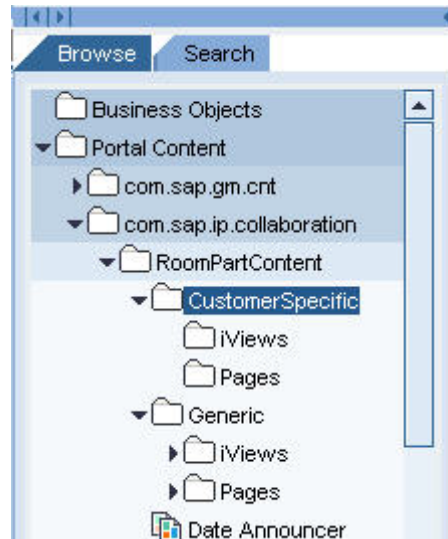 Browse Search
Business Objects
Portal Content
com.sap.gm.cnt
com.sap.ip.collaboration
RoomPartContent
CustomerSpecific
iViews
Pages
Generic
iViews
Pages
Date Announcer